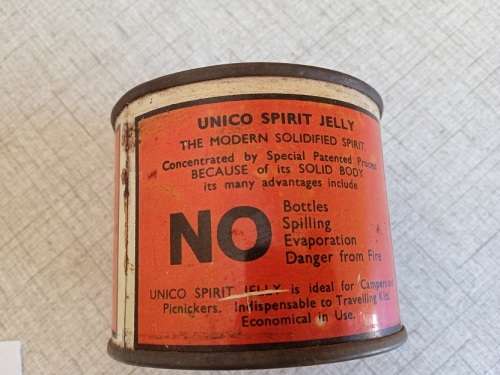 UNICO SPIRIT JELLY
THE MODERN SOLIDIFIED SPIRIT
Concentrated by Special Patented Process
BECAUSE of its SOLID BODY
its many advantages include
NO
Bottles
Spilling
Evaporation
Danger from Fire
UNICO SPIRIT JELLY is ideal for Campers and
Picnickers. Indispensable to Travelling Kits.
Economical in Use.